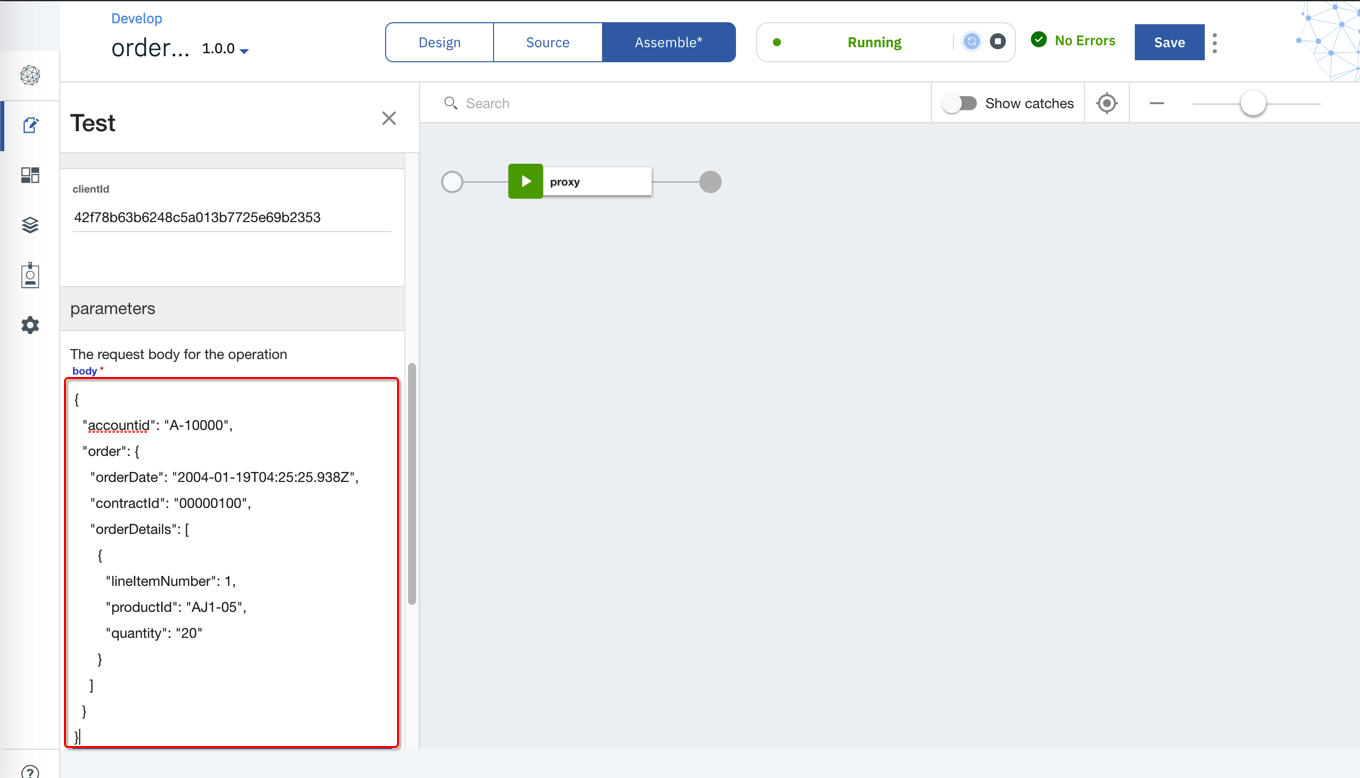 Develop
order... 1.0.0
Design
Source
Assemble*
Running
No Errors
Save
Test
Search
Show catches
clientId
42f78b63b6248c5a013b7725e69b2353
proxy
parameters
The request body for the operation
body *
{
"accountid": "A-10000",
"order": {
"orderDate": "2004-01-19T04:25:25.938Z",
"contractId": "00000100",
"orderDetails": [
{
"lineItemNumber": 1,
"productId": "AJ1-05",
"quantity": "20"
}
]
}
}